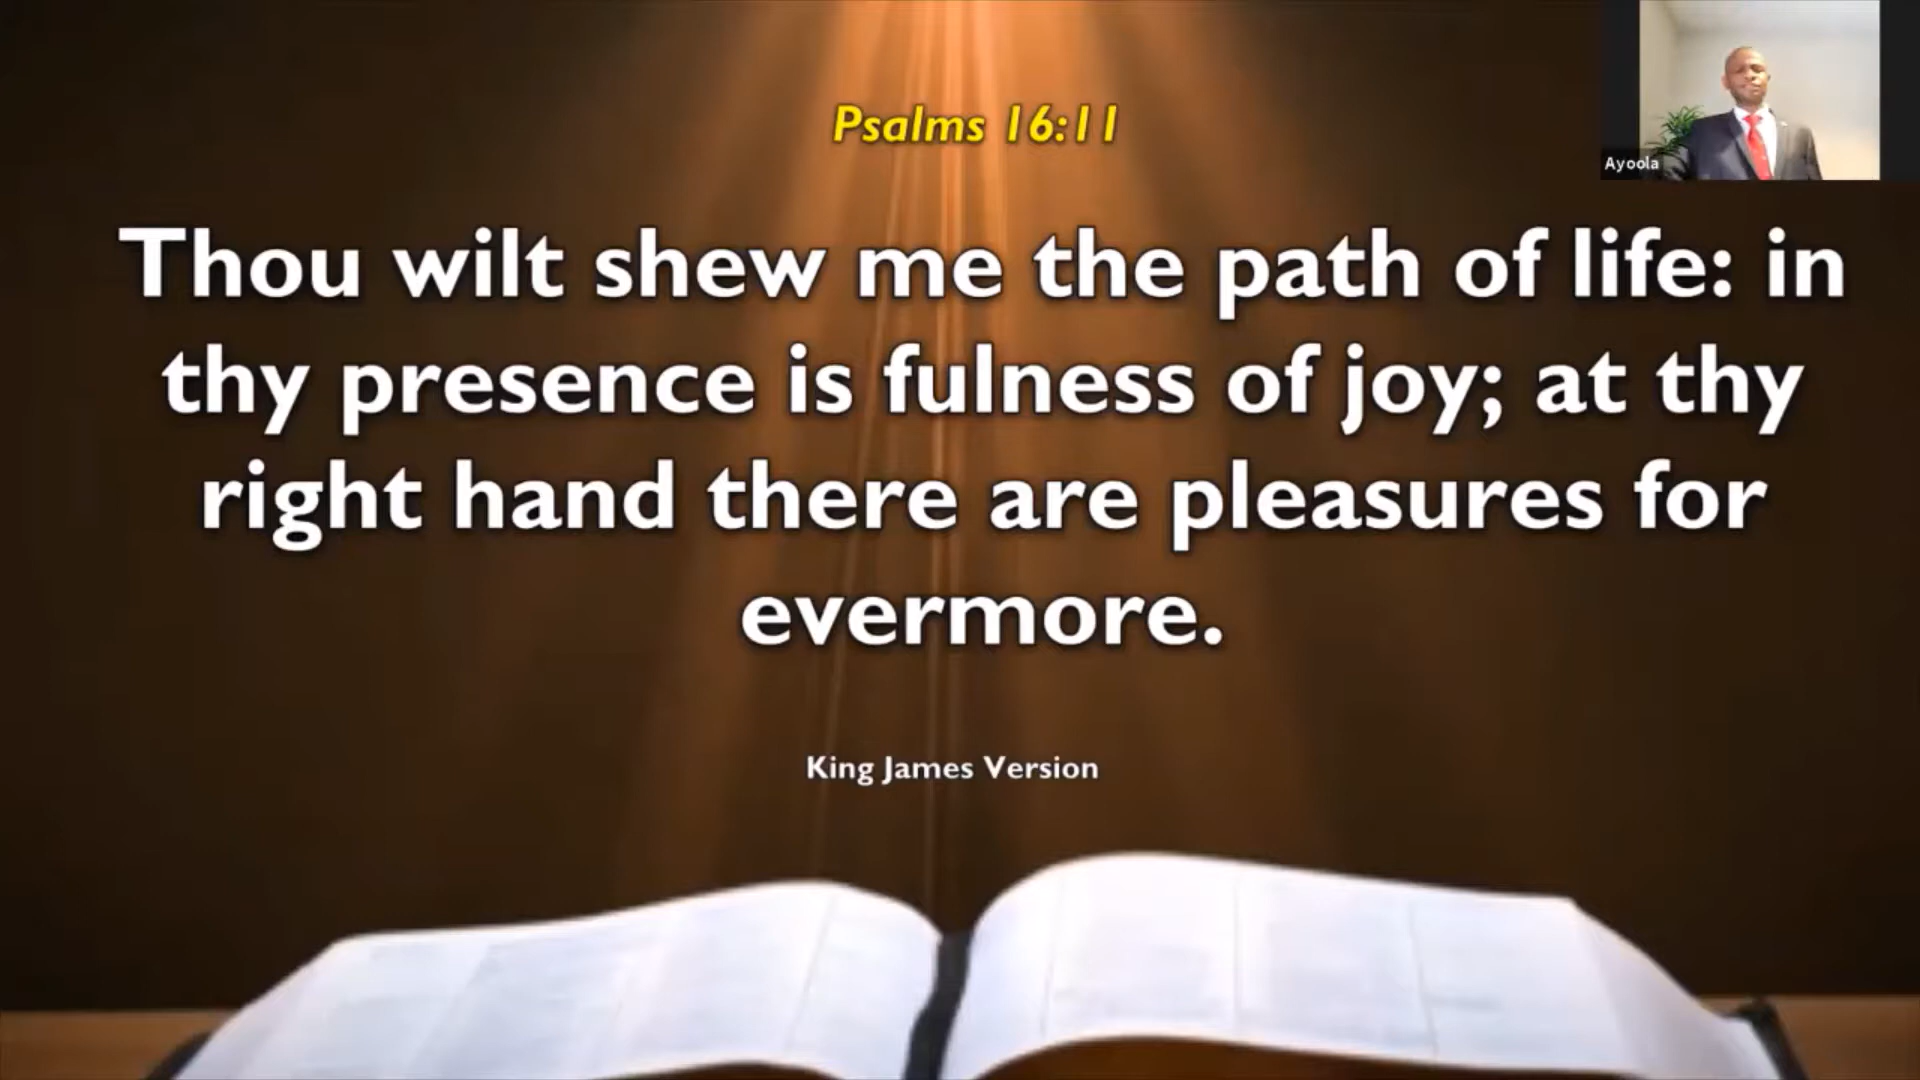 Psalms 16:11
Ayoola
Thou wilt shew me the path of life: in
thy presence is fulness of joy; at thy
right hand there are pleasures for
evermore.
King James Version